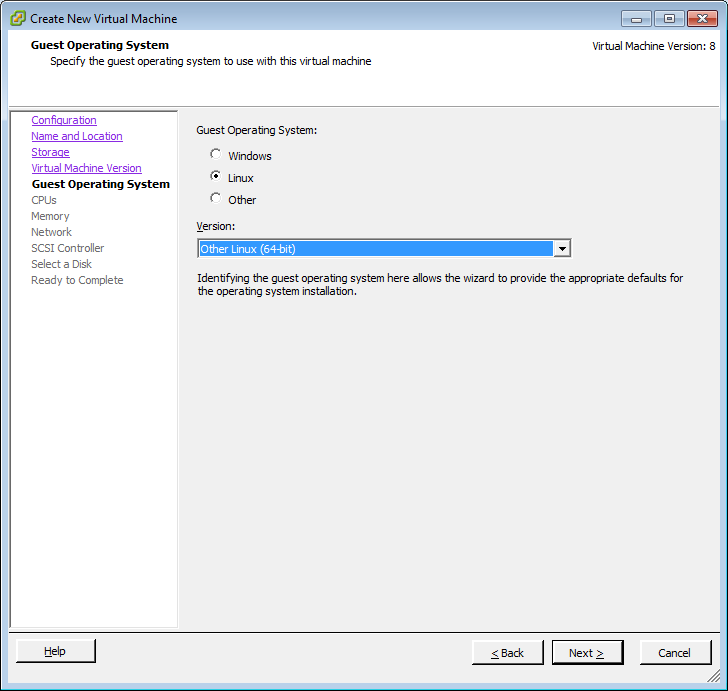 Create New Virtual Machine
Guest Operating System
Specify the guest operating system to use with this virtual machine
Virtual Machine Version: 8
Configuration
Name and Location
Storage
Virtual Machine Version
Guest Operating System
CPUs
Memory
Network
SCSI Controller
Select a Disk
Ready to Complete
Guest Operating System:
Windows
Linux
Other
Version:
Other Linux (64-bit)
Identifying the guest operating system here allows the wizard to provide the appropriate defaults for
the operating system installation.
Help
< Back
Next >
Cancel